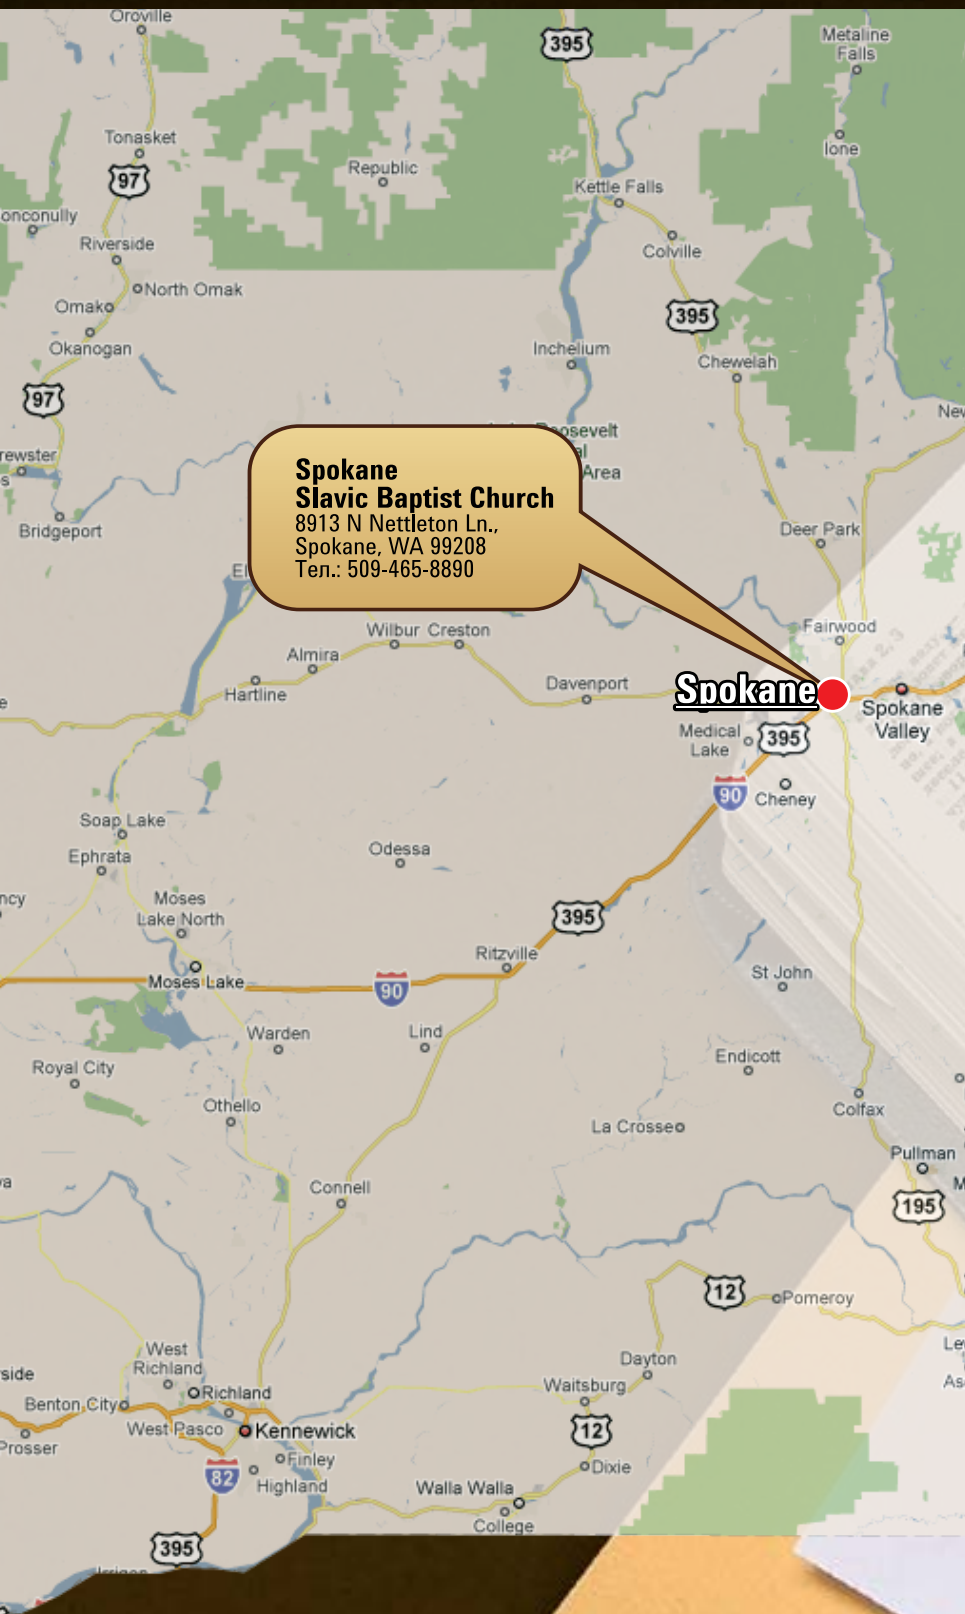 Oroville
395
Metaline
Falls
Tonasket
Ione
97
Republic
Kettle Falls
onconully
Riverside
Colville
North Omak
Omak
395
Okanogan
Inchelium
Chewelah
97
Roosevelt
Area
rewster
Spokane
Slavic Baptist Church
8913 N Nettleton Ln.,
Spokane, WA 99208
Тел.: 509-465-8890
Bridgeport
Deer Park
Wilbur Creston
Fairwood
Almira
Hartline
Davenport
Spokane
Spokane
Valley
Medical
Lake
395
90
Cheney
Soap Lake
Ephrata
Odessa
Moses
Lake North
395
Ritzville
Moses Lake
90
St John
Warden
Lind
Endicott
Royal City
Othello
Colfax
La Crosse
Pullman
Connell
195
12
Pomeroy
West
Richland
Dayton
Waitsburg
Richland
Benton City
West Pasco
Kennewick
12
Prosser
Finley
Dixie
82
Highland
Walla Walla
College
395